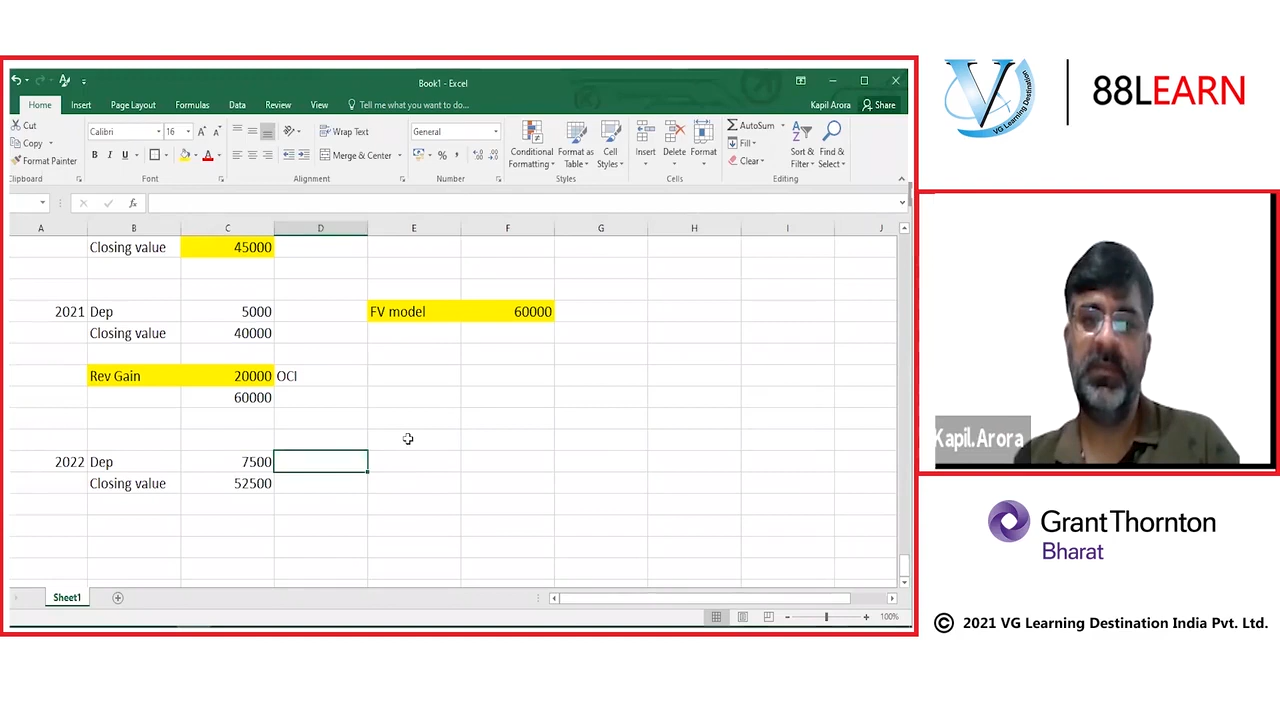 Book1 - Excel
Home Insert Page Layout Formulas Data Review View Tell me what you want to do... Kapil Arora Share
Cut
Copy
Format Painter
Calibri 16
B I U
Wrap Text
Merge & Center
General
Conditional Formatting
Format as Table
Cell Styles
Insert Delete Format
AutoSum
Fill
Clear
Sort & Filter
Find & Select
lipboard Font Alignment Number Styles Cells Editing
fx
A B C D E F G H I J
Closing value 45000
2021 Dep 5000 FV model 60000
Closing value 40000
Rev Gain 20000 OCI
60000
2022 Dep 7500
Closing value 52500
Sheet1
100%
VG Learning Destination
88LEARN
Kapil.Arora
Grant Thornton
Bharat
© 2021 VG Learning Destination India Pvt. Ltd.